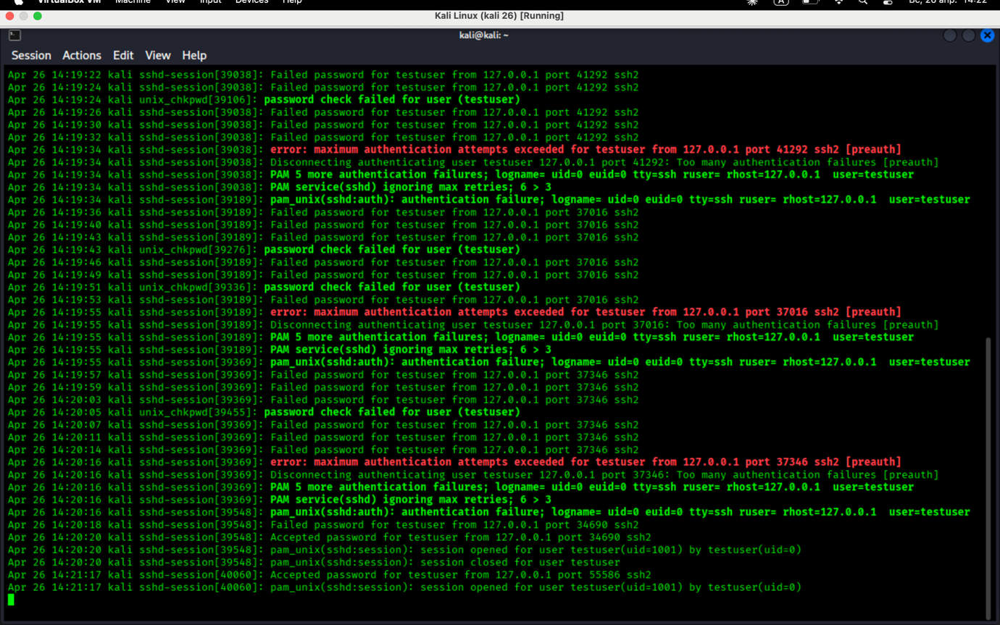 VirtualBox VM Machine View Input Devices Help A Вс, 26 апр. 14:22
Kali Linux (kali 26) [Running]
kali@kali: ~
Session Actions Edit View Help
Apr 26 14:19:22 kali sshd-session[39038]: Failed password for testuser from 127.0.0.1 port 41292 ssh2
Apr 26 14:19:24 kali sshd-session[39038]: Failed password for testuser from 127.0.0.1 port 41292 ssh2
Apr 26 14:19:24 kali unix_chkpwd[39106]: password check failed for user (testuser)
Apr 26 14:19:26 kali sshd-session[39038]: Failed password for testuser from 127.0.0.1 port 41292 ssh2
Apr 26 14:19:30 kali sshd-session[39038]: Failed password for testuser from 127.0.0.1 port 41292 ssh2
Apr 26 14:19:32 kali sshd-session[39038]: Failed password for testuser from 127.0.0.1 port 41292 ssh2
Apr 26 14:19:34 kali sshd-session[39038]: error: maximum authentication attempts exceeded for testuser from 127.0.0.1 port 41292 ssh2 [preauth]
Apr 26 14:19:34 kali sshd-session[39038]: Disconnecting authenticating user testuser 127.0.0.1 port 41292: Too many authentication failures [preauth]
Apr 26 14:19:34 kali sshd-session[39038]: PAM 5 more authentication failures; logname= uid=0 euid=0 tty=ssh ruser= rhost=127.0.0.1  user=testuser
Apr 26 14:19:34 kali sshd-session[39038]: PAM service(sshd) ignoring max retries; 6 > 3
Apr 26 14:19:34 kali sshd-session[39189]: pam_unix(sshd:auth): authentication failure; logname= uid=0 euid=0 tty=ssh ruser= rhost=127.0.0.1  user=testuser
Apr 26 14:19:36 kali sshd-session[39189]: Failed password for testuser from 127.0.0.1 port 37016 ssh2
Apr 26 14:19:40 kali sshd-session[39189]: Failed password for testuser from 127.0.0.1 port 37016 ssh2
Apr 26 14:19:43 kali sshd-session[39189]: Failed password for testuser from 127.0.0.1 port 37016 ssh2
Apr 26 14:19:43 kali unix_chkpwd[39276]: password check failed for user (testuser)
Apr 26 14:19:46 kali sshd-session[39189]: Failed password for testuser from 127.0.0.1 port 37016 ssh2
Apr 26 14:19:49 kali sshd-session[39189]: Failed password for testuser from 127.0.0.1 port 37016 ssh2
Apr 26 14:19:51 kali unix_chkpwd[39336]: password check failed for user (testuser)
Apr 26 14:19:53 kali sshd-session[39189]: Failed password for testuser from 127.0.0.1 port 37016 ssh2
Apr 26 14:19:55 kali sshd-session[39189]: error: maximum authentication attempts exceeded for testuser from 127.0.0.1 port 37016 ssh2 [preauth]
Apr 26 14:19:55 kali sshd-session[39189]: Disconnecting authenticating user testuser 127.0.0.1 port 37016: Too many authentication failures [preauth]
Apr 26 14:19:55 kali sshd-session[39189]: PAM 5 more authentication failures; logname= uid=0 euid=0 tty=ssh ruser= rhost=127.0.0.1  user=testuser
Apr 26 14:19:55 kali sshd-session[39189]: PAM service(sshd) ignoring max retries; 6 > 3
Apr 26 14:19:55 kali sshd-session[39369]: pam_unix(sshd:auth): authentication failure; logname= uid=0 euid=0 tty=ssh ruser= rhost=127.0.0.1  user=testuser
Apr 26 14:19:57 kali sshd-session[39369]: Failed password for testuser from 127.0.0.1 port 37346 ssh2
Apr 26 14:19:59 kali sshd-session[39369]: Failed password for testuser from 127.0.0.1 port 37346 ssh2
Apr 26 14:20:03 kali sshd-session[39369]: Failed password for testuser from 127.0.0.1 port 37346 ssh2
Apr 26 14:20:05 kali unix_chkpwd[39455]: password check failed for user (testuser)
Apr 26 14:20:07 kali sshd-session[39369]: Failed password for testuser from 127.0.0.1 port 37346 ssh2
Apr 26 14:20:11 kali sshd-session[39369]: Failed password for testuser from 127.0.0.1 port 37346 ssh2
Apr 26 14:20:14 kali sshd-session[39369]: Failed password for testuser from 127.0.0.1 port 37346 ssh2
Apr 26 14:20:16 kali sshd-session[39369]: error: maximum authentication attempts exceeded for testuser from 127.0.0.1 port 37346 ssh2 [preauth]
Apr 26 14:20:16 kali sshd-session[39369]: Disconnecting authenticating user testuser 127.0.0.1 port 37346: Too many authentication failures [preauth]
Apr 26 14:20:16 kali sshd-session[39369]: PAM 5 more authentication failures; logname= uid=0 euid=0 tty=ssh ruser= rhost=127.0.0.1  user=testuser
Apr 26 14:20:16 kali sshd-session[39369]: PAM service(sshd) ignoring max retries; 6 > 3
Apr 26 14:20:16 kali sshd-session[39548]: pam_unix(sshd:auth): authentication failure; logname= uid=0 euid=0 tty=ssh ruser= rhost=127.0.0.1  user=testuser
Apr 26 14:20:18 kali sshd-session[39548]: Failed password for testuser from 127.0.0.1 port 34690 ssh2
Apr 26 14:20:20 kali sshd-session[39548]: Accepted password for testuser from 127.0.0.1 port 34690 ssh2
Apr 26 14:20:20 kali sshd-session[39548]: pam_unix(sshd:session): session opened for user testuser(uid=1001) by testuser(uid=0)
Apr 26 14:20:20 kali sshd-session[39548]: pam_unix(sshd:session): session closed for user testuser
Apr 26 14:21:17 kali sshd-session[40060]: Accepted password for testuser from 127.0.0.1 port 55586 ssh2
Apr 26 14:21:17 kali sshd-session[40060]: pam_unix(sshd:session): session opened for user testuser(uid=1001) by testuser(uid=0)